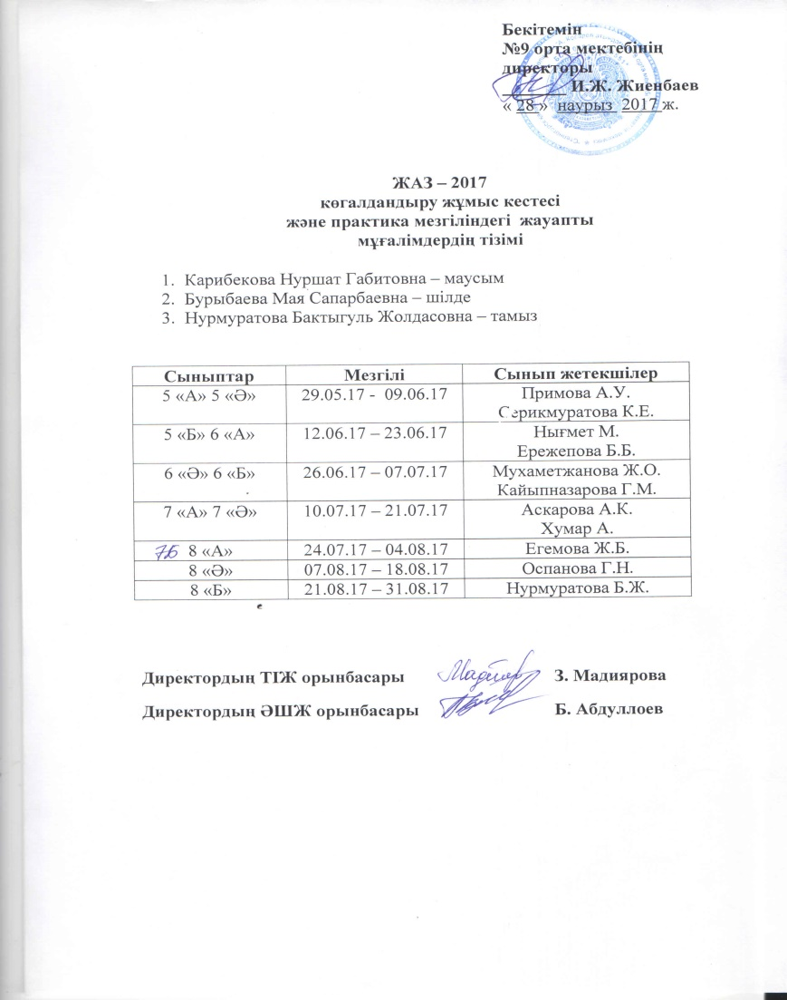 Бекітемін
№9 орта мектебінің
директоры
_______ И.Ж. Жиенбаев
« 28 » наурыз 2017 ж.
ЖАЗ – 2017
көгалдандыру жұмыс кестесі
және практика мезгіліндегі жауапты
мұғалімдердің тізімі
1. Карибекова Нуршат Габитовна – маусым
2. Бурыбаева Мая Сапарбаевна – шілде
3. Нурмуратова Бактыгуль Жолдасовна – тамыз
Сыныптар Мезгілі Сынып жетекшілер
5 «А» 5 «Ә» 29.05.17 - 09.06.17 Примова А.У.
Серикмуратова К.Е.
5 «Б» 6 «А» 12.06.17 – 23.06.17 Нығмет М.
Ережепова Б.Б.
6 «Ә» 6 «Б» 26.06.17 – 07.07.17 Мухаметжанова Ж.О.
Кайыпназарова Г.М.
7 «А» 7 «Ә» 10.07.17 – 21.07.17 Аскарова А.К.
Хумар А.
7Б 8 «А» 24.07.17 – 04.08.17 Егемова Ж.Б.
8 «Ә» 07.08.17 – 18.08.17 Оспанова Г.Н.
8 «Б» 21.08.17 – 31.08.17 Нурмуратова Б.Ж.
Директордың ТІЖ орынбасары З. Мадиярова
Директордың ӘШЖ орынбасары Б. Абдуллоев